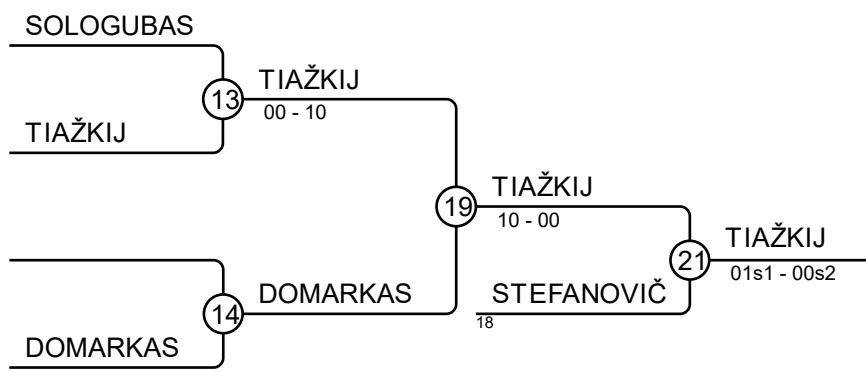 SOLOGUBAS
13
TIAŽKIJ
00 - 10
TIAŽKIJ
19
TIAŽKIJ
10 - 00
21
TIAŽKIJ
01s1 - 00s2
14
DOMARKAS
STEFANOVIČ
18
DOMARKAS